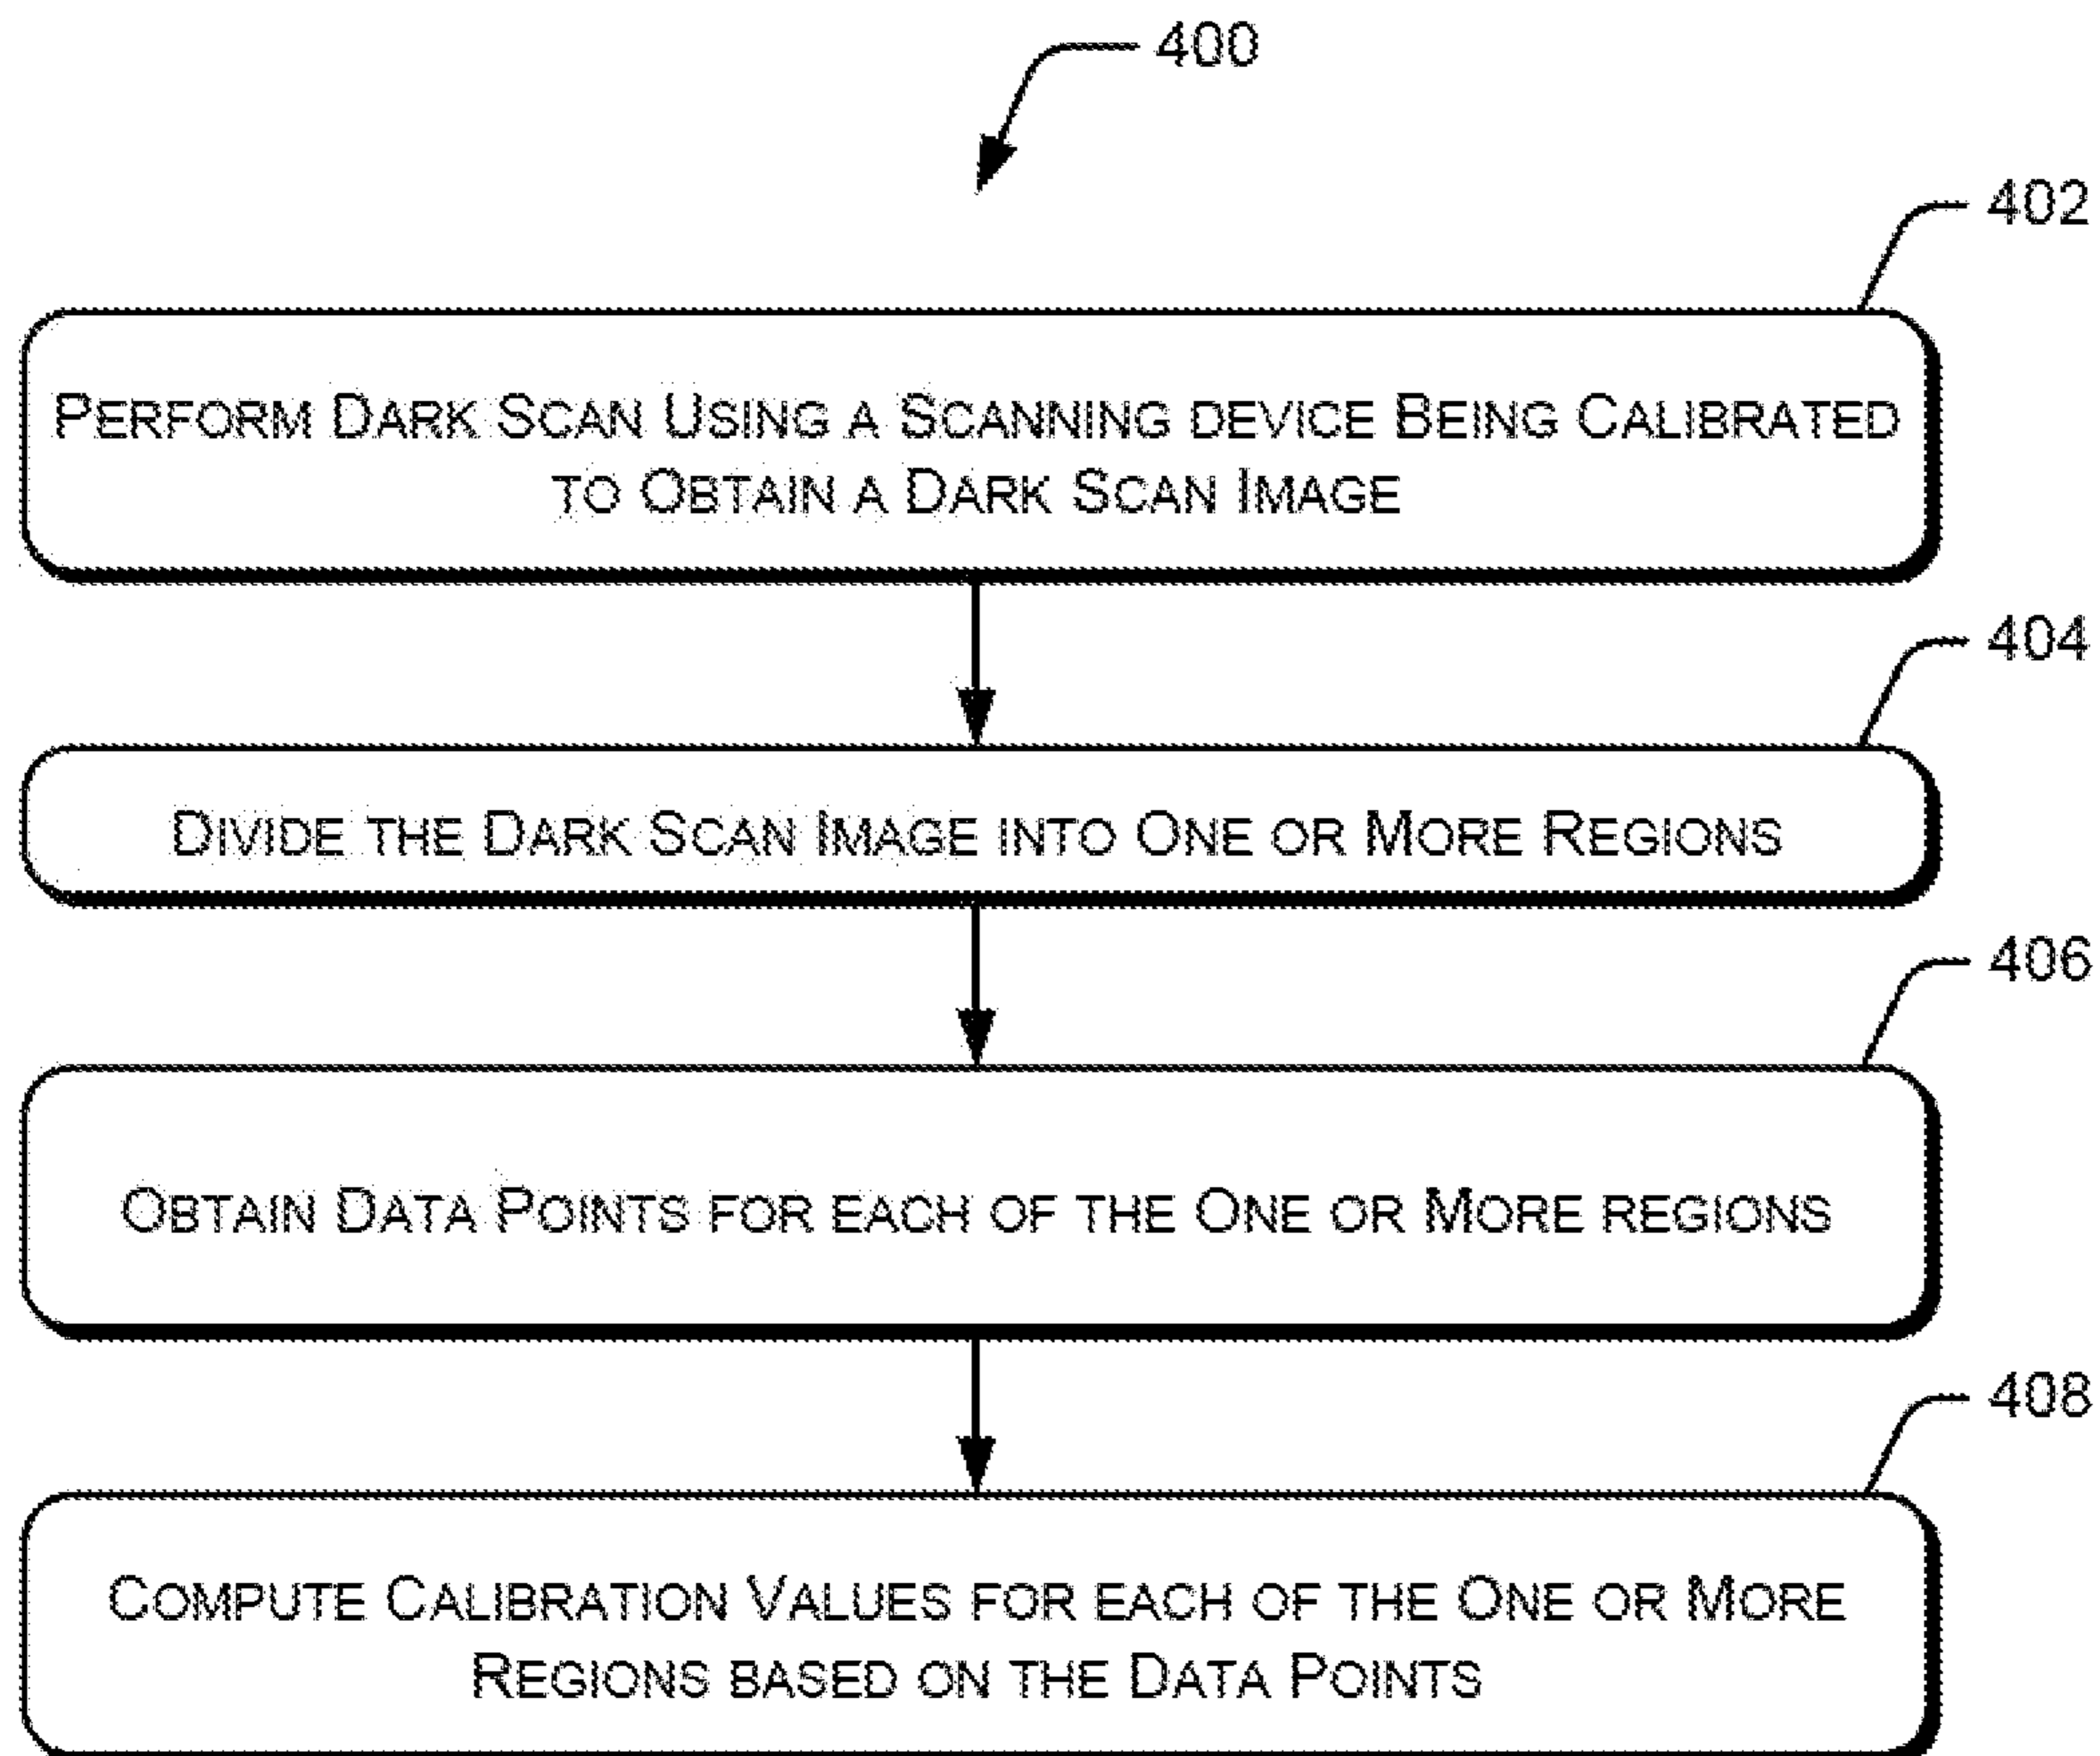 400
402
PERFORM DARK SCAN USING A SCANNING DEVICE BEING CALIBRATED
TO OBTAIN A DARK SCAN IMAGE
404
DIVIDE THE DARK SCAN IMAGE INTO ONE OR MORE REGIONS
406
OBTAIN DATA POINTS FOR EACH OF THE ONE OR MORE REGIONS
408
COMPUTE CALIBRATION VALUES FOR EACH OF THE ONE OR MORE
REGIONS BASED ON THE DATA POINTS